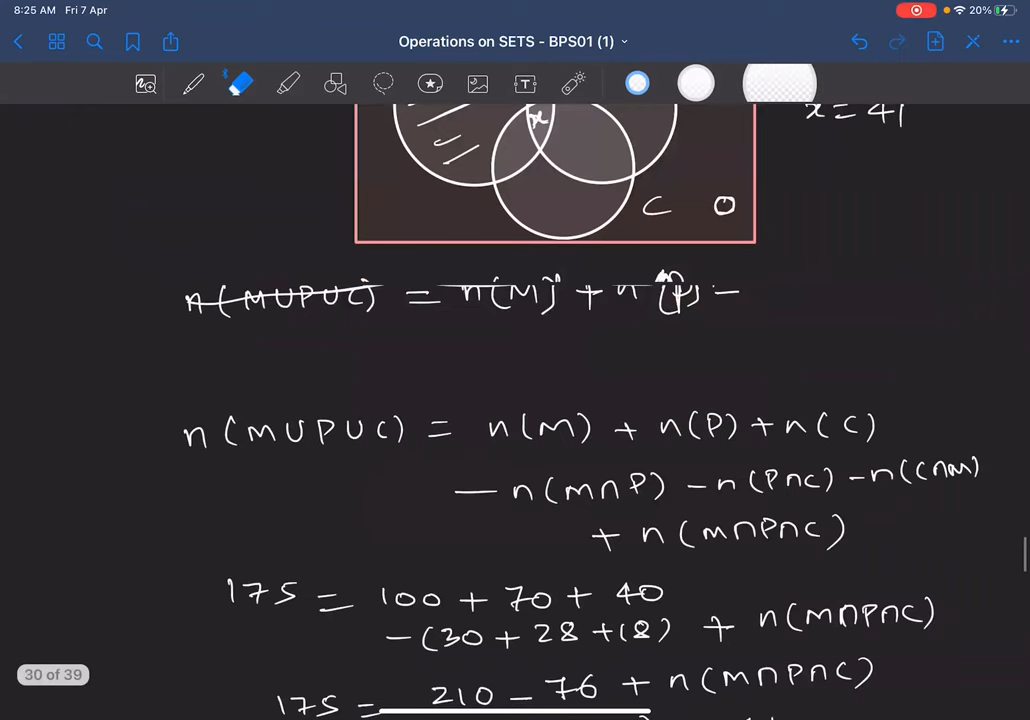 8:25 AM Fri 7 Apr
20%
Operations on SETS - BPS01 (1)
T
x = 41
x
C O
n(MUPUC) = n(M) + n(P) −
n(MUPUC) = n(M) + n(P) + n(C)
− n(M∩P) − n(P∩C) − n(C∩M)
+ n(M∩P∩C)
175 = 100 + 70 + 40
−(30 + 28 + 18) + n(M∩P∩C)
30 of 39
175 = 210 − 76 + n(M∩P∩C)